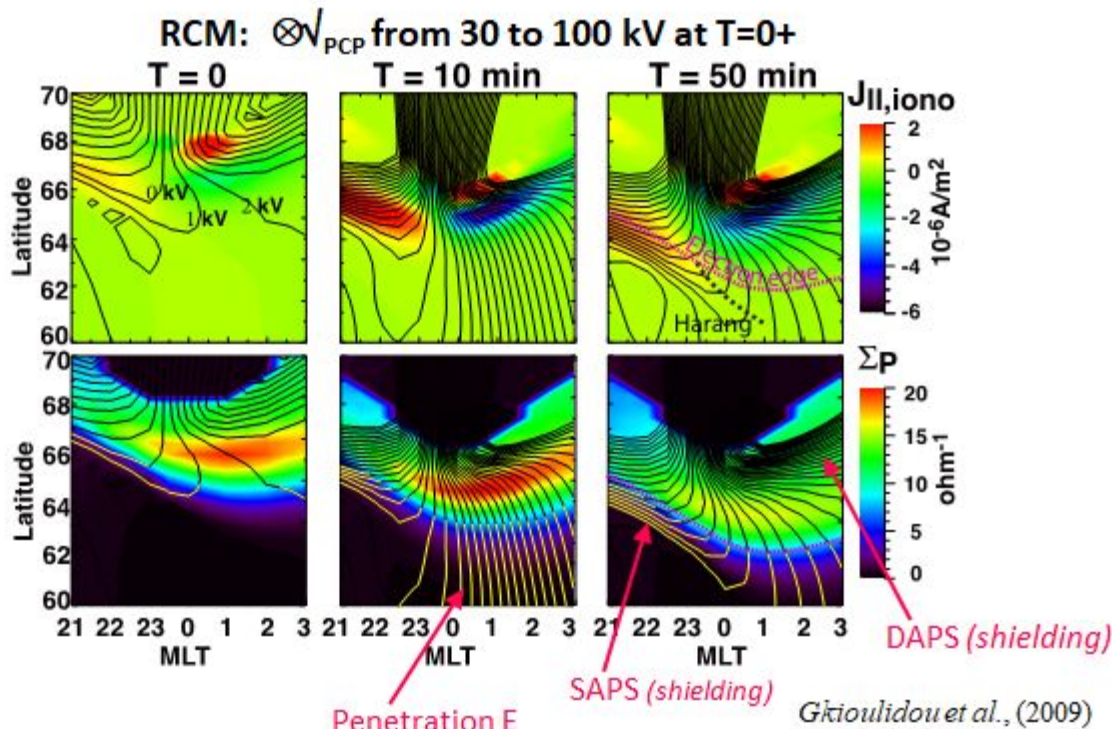 RCM: ⊗√PCP from 30 to 100 kV at T=0+
T = 0
T = 10 min
T = 50 min
J||,iono
70
68
66
64
62
60
Latitude
0 kV
1 kV
2 kV
Electron edge
Harang
2
0
-2
-4
-6
10-6A/m2
70
68
66
64
62
60
Latitude
ΣP
20
15
10
5
0
ohm-1
21 22 23 0 1 2 3
MLT
21 22 23 0 1 2 3
MLT
21 22 23 0 1 2 3
MLT
DAPS (shielding)
SAPS (shielding)
Penetration E
Gkioulidou et al., (2009)